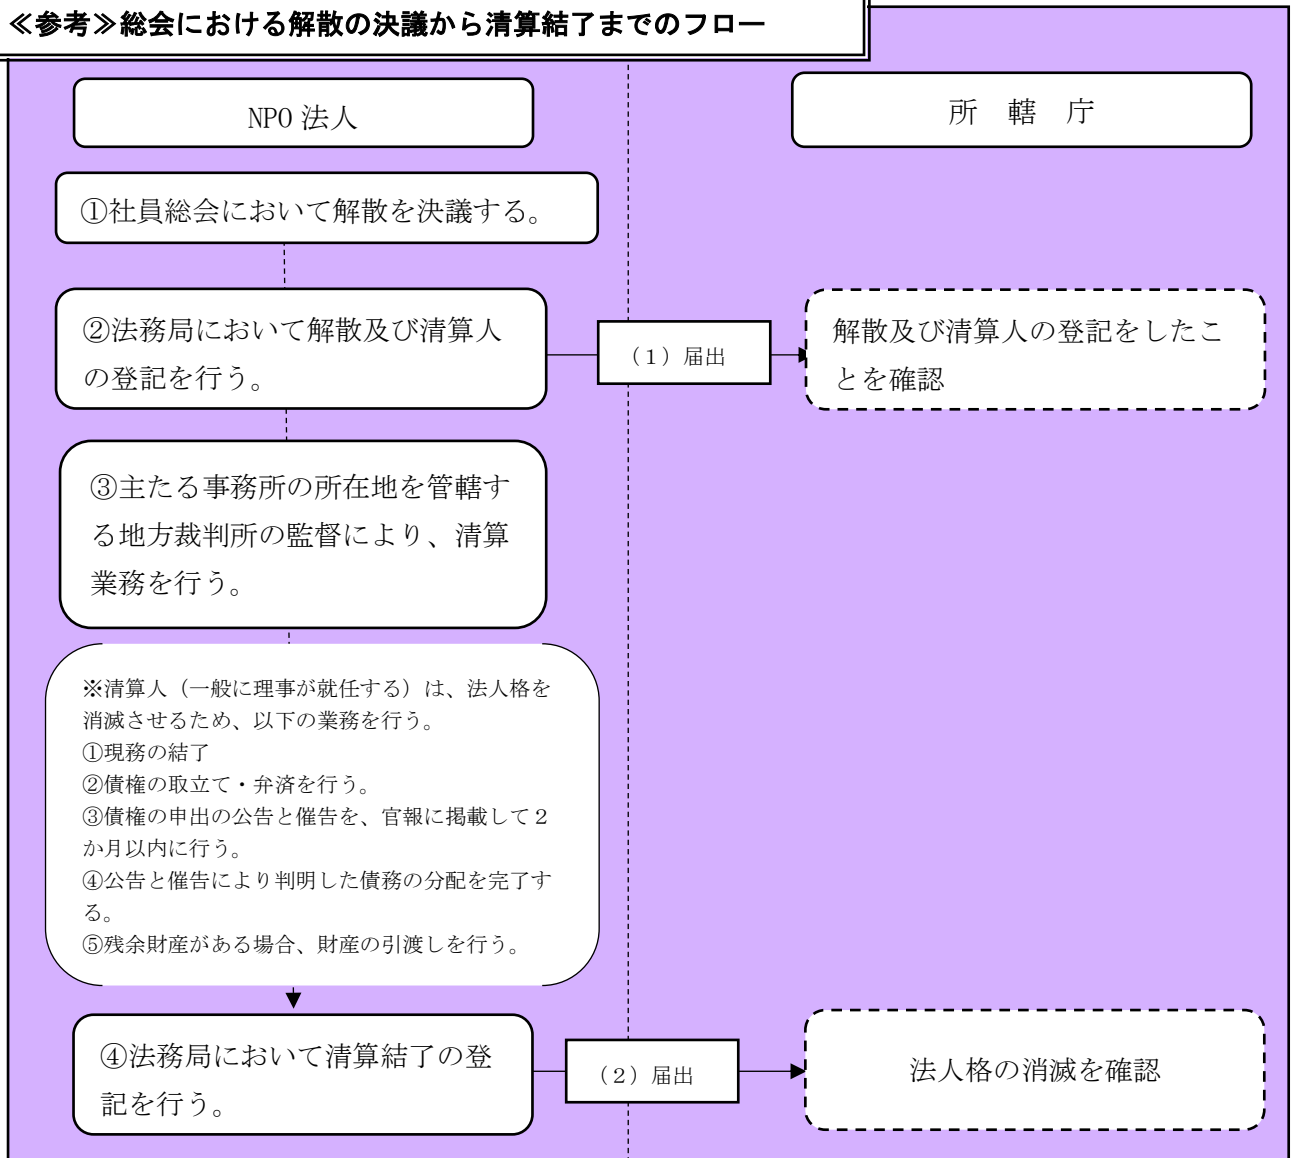 ≪参考≫総会における解散の決議から清算結了までのフロー
NPO 法人
所　轄　庁
①社員総会において解散を決議する。
②法務局において解散及び清算人
の登記を行う。
（１）届出
解散及び清算人の登記をしたこ
とを確認
③主たる事務所の所在地を管轄す
る地方裁判所の監督により、清算
業務を行う。
※清算人（一般に理事が就任する）は、法人格を
消滅させるため、以下の業務を行う。
①現務の結了
②債権の取立て・弁済を行う。
③債権の申出の公告と催告を、官報に掲載して２
か月以内に行う。
④公告と催告により判明した債務の分配を完了す
る。
⑤残余財産がある場合、財産の引渡しを行う。
④法務局において清算結了の登
記を行う。
（２）届出
法人格の消滅を確認